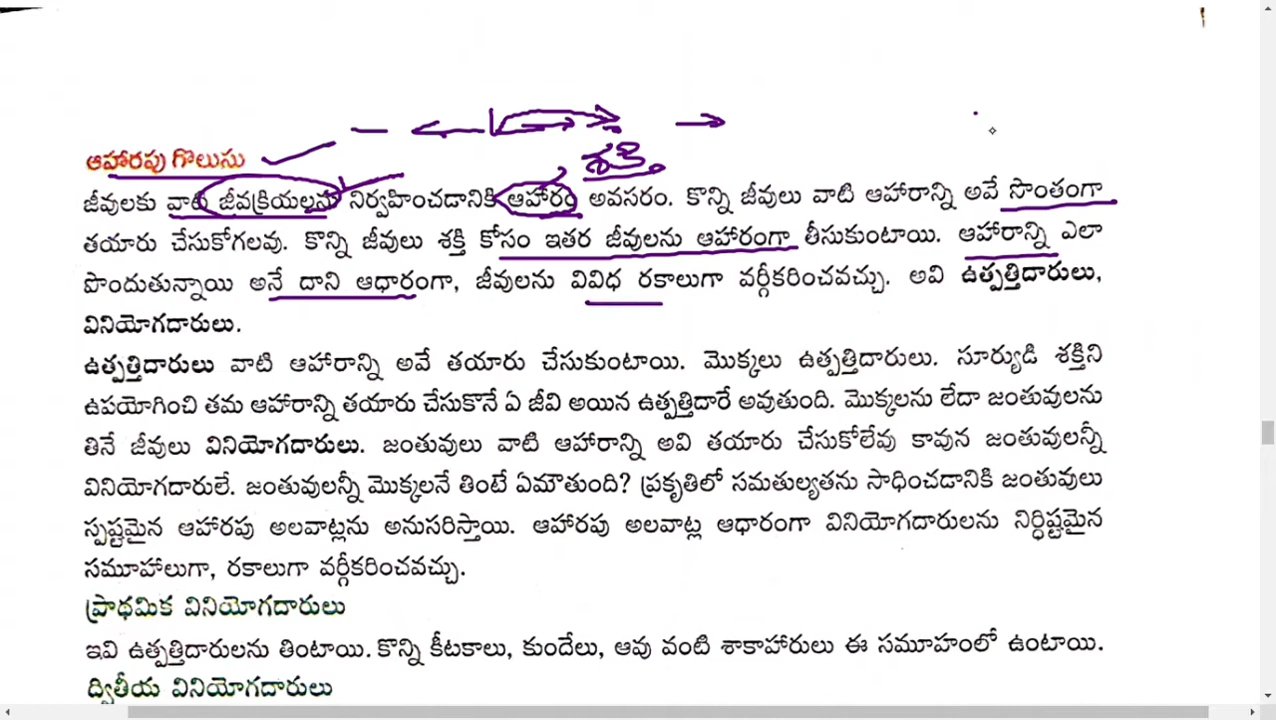 శక్తి
ఆహారపు గొలుసు
జీవులకు వాటి జీవక్రియలను నిర్వహించడానికి ఆహారం అవసరం. కొన్ని జీవులు వాటి ఆహారాన్ని అవే సొంతంగా
తయారు చేసుకోగలవు. కొన్ని జీవులు శక్తి కోసం ఇతర జీవులను ఆహారంగా తీసుకుంటాయి. ఆహారాన్ని ఎలా
పొందుతున్నాయి అనే దాని ఆధారంగా, జీవులను వివిధ రకాలుగా వర్గీకరించవచ్చు. అవి ఉత్పత్తిదారులు,
వినియోగదారులు.
ఉత్పత్తిదారులు వాటి ఆహారాన్ని అవే తయారు చేసుకుంటాయి. మొక్కలు ఉత్పత్తిదారులు. సూర్యుడి శక్తిని
ఉపయోగించి తమ ఆహారాన్ని తయారు చేసుకొనే ఏ జీవి అయిన ఉత్పత్తిదారే అవుతుంది. మొక్కలను లేదా జంతువులను
తినే జీవులు వినియోగదారులు. జంతువులు వాటి ఆహారాన్ని అవి తయారు చేసుకోలేవు కావున జంతువులన్నీ
వినియోగదారులే. జంతువులన్నీ మొక్కలనే తింటే ఏమౌతుంది? ప్రకృతిలో సమతుల్యతను సాధించడానికి జంతువులు
స్పష్టమైన ఆహారపు అలవాట్లను అనుసరిస్తాయి. ఆహారపు అలవాట్ల ఆధారంగా వినియోగదారులను నిర్ధిష్టమైన
సమూహాలుగా, రకాలుగా వర్గీకరించవచ్చు.
ప్రాథమిక వినియోగదారులు
ఇవి ఉత్పత్తిదారులను తింటాయి. కొన్ని కీటకాలు, కుందేలు, ఆవు వంటి శాకాహారులు ఈ సమూహంలో ఉంటాయి.
ద్వితీయ వినియోగదారులు